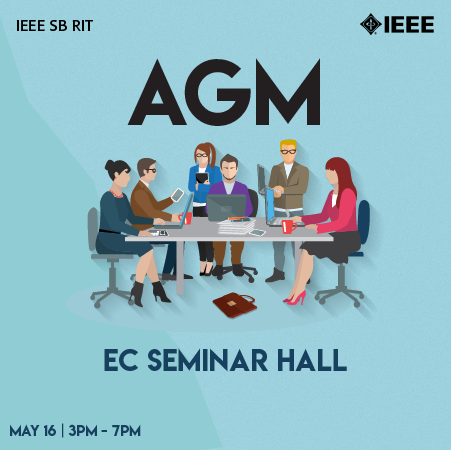 IEEE SB RIT
IEEE
AGM
EC SEMINAR HALL
MAY 16 | 3PM - 7PM